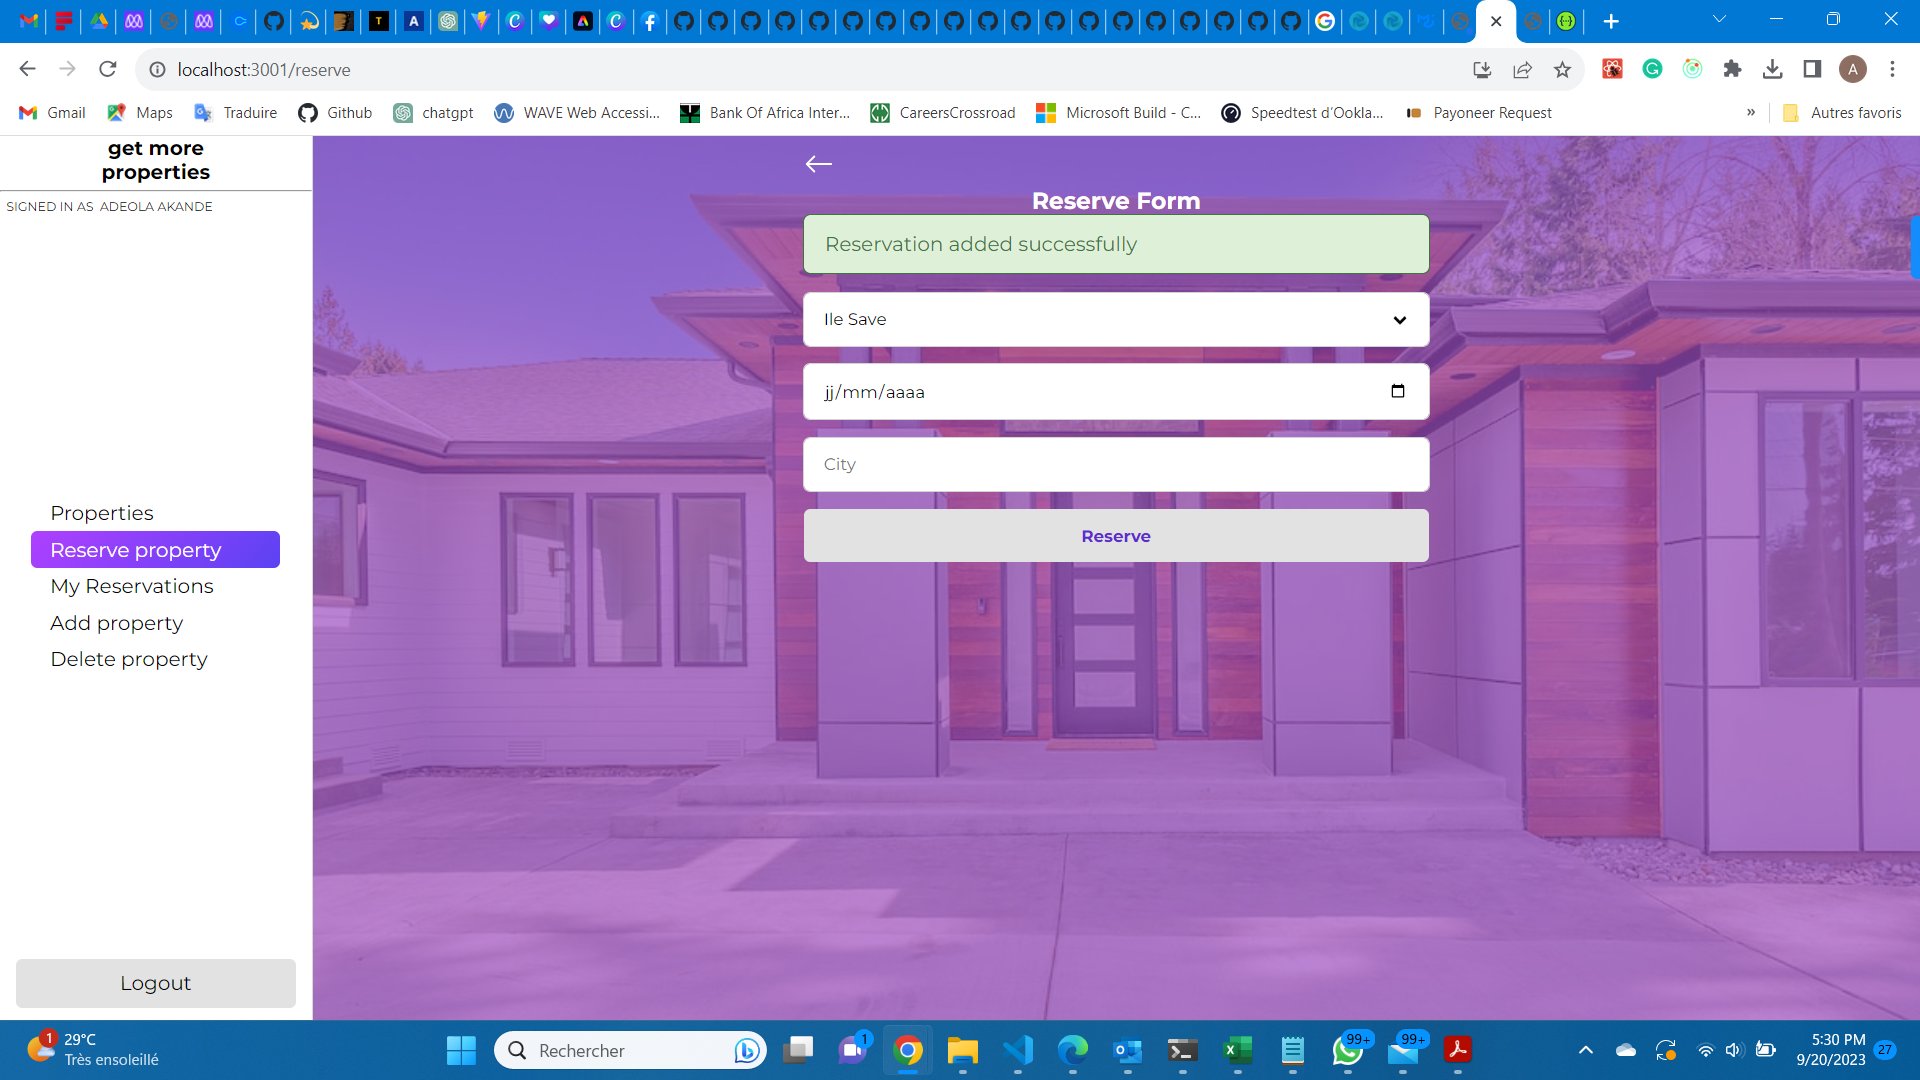 localhost:3001/reserve
A
Gmail
Maps
Traduire
Github
chatgpt
WAVE Web Accessi...
Bank Of Africa Inter...
CareersCrossroad
Microsoft Build - C...
Speedtest d'Ookla...
Payoneer Request
»
Autres favoris
get more
properties
SIGNED IN AS ADEOLA AKANDE
Properties
Reserve property
My Reservations
Add property
Delete property
Logout
Reserve Form
Reservation added successfully
Ile Save
jj/mm/aaaa
City
Reserve
1
29°C
Très ensoleillé
Rechercher
1
99+
99+
5:30 PM
9/20/2023
27